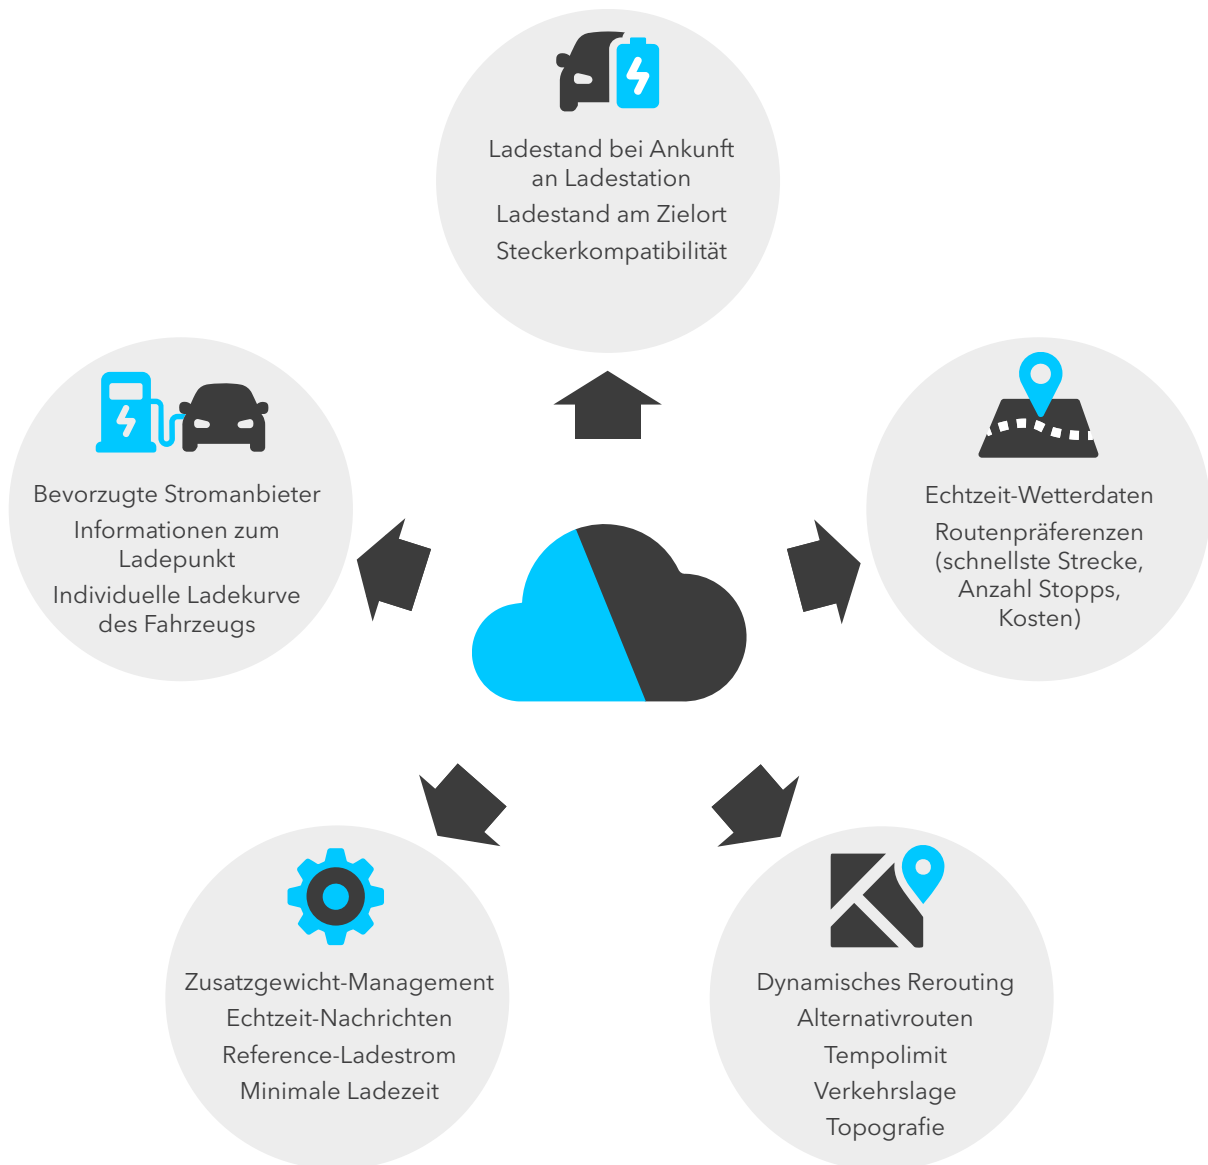 Ladestand bei Ankunft
an Ladestation
Ladestand am Zielort
Steckerkompatibilität
Bevorzugte Stromanbieter
Informationen zum
Ladepunkt
Individuelle Ladekurve
des Fahrzeugs
Echtzeit-Wetterdaten
Routenpräferenzen
(schnellste Strecke,
Anzahl Stopps,
Kosten)
Zusatzgewicht-Management
Echtzeit-Nachrichten
Reference-Ladestrom
Minimale Ladezeit
Dynamisches Rerouting
Alternativrouten
Tempolimit
Verkehrslage
Topografie